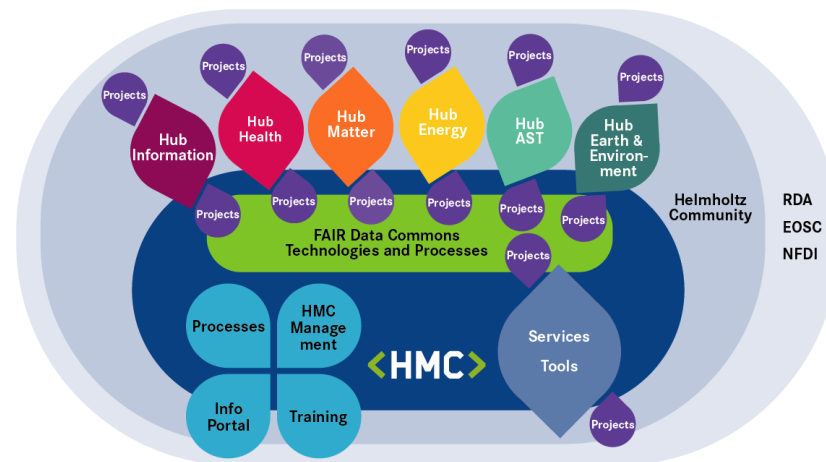 Projects
Projects
Projects
Projects
Projects
Projects
Hub
Information
Hub
Health
Hub
Matter
Hub
Energy
Hub
AST
Hub
Earth &
Environ-
ment
Projects
Projects
Projects
Projects
Projects
Projects
Helmholtz
Community
RDA
EOSC
NFDI
FAIR Data Commons
Technologies and Processes
Projects
Processes
HMC
Manage
ment
Info
Portal
Training
<HMC>
Services
Tools
Projects